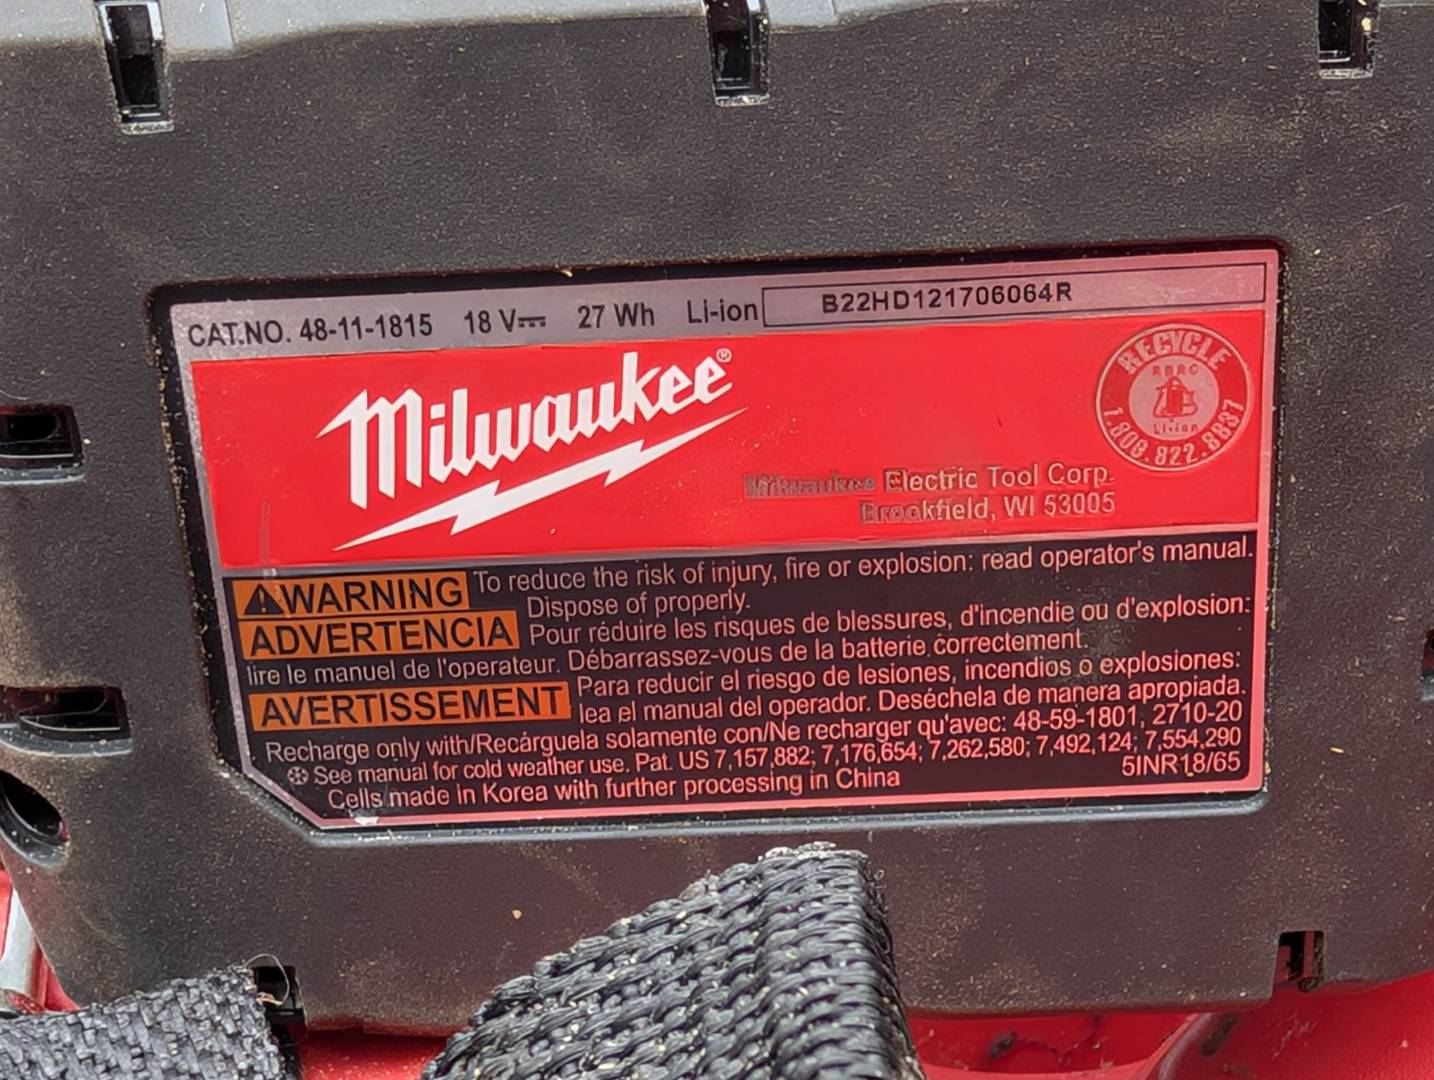 CAT.NO. 48-11-1815 18 V⎓ 27 Wh Li-ion B22HD121706064R
Milwaukee®
RECYCLE
RBRC
Li-ion
1.800.822.8837
Milwaukee Electric Tool Corp.
Brookfield, WI 53005
⚠WARNING To reduce the risk of injury, fire or explosion: read operator's manual.
Dispose of properly.
ADVERTENCIA Pour réduire les risques de blessures, d'incendie ou d'explosion:
lire le manuel de l'operateur. Débarrassez-vous de la batterie correctement.
AVERTISSEMENT Para reducir el riesgo de lesiones, incendios o explosiones:
lea el manual del operador. Deséchela de manera apropiada.
Recharge only with/Recárguela solamente con/Ne recharger qu'avec: 48-59-1801, 2710-20
❄ See manual for cold weather use. Pat. US 7,157,882; 7,176,654; 7,262,580; 7,492,124; 7,554,290
Cells made in Korea with further processing in China 5INR18/65